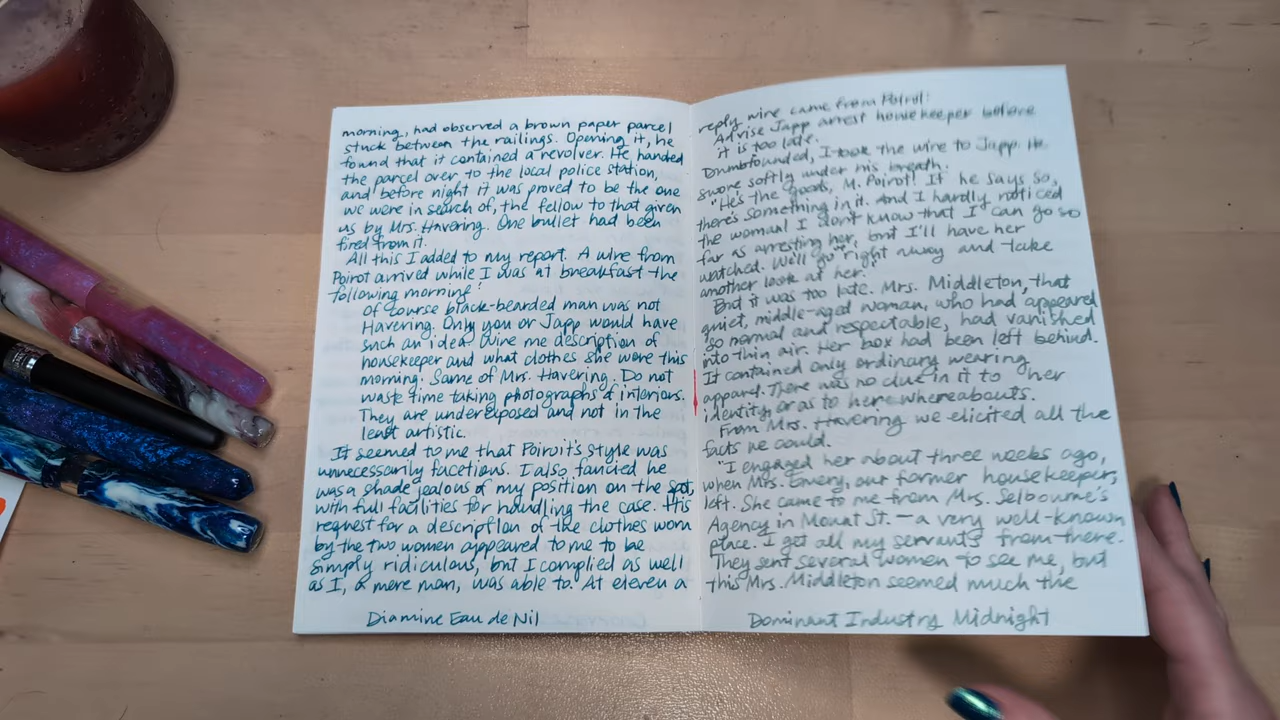 morning, had observed a brown paper parcel
stuck between the railings. Opening it, he
found that it contained a revolver. He handed
the parcel over to the local police station,
and before night it was proved to be the one
we were in search of, the fellow to that given
us by Mrs. Havering. One bullet had been
fired from it.
All this I added to my report. A wire from
Poirot arrived while I was at breakfast the
following morning:
Of course black-bearded man was not
Havering. Only you or Japp would have
such an idea. Wire me description of
housekeeper and what clothes she wore this
morning. Same of Mrs. Havering. Do not
waste time taking photographs of interiors.
They are underexposed and not in the
least artistic.
It seemed to me that Poirot's style was
unnecessarily facetious. I also fancied he
was a shade jealous of my position on the spot,
with full facilities for handling the case. His
request for a description of the clothes worn
by the two women appeared to me to be
simply ridiculous, but I complied as well
as I, a mere man, was able to. At eleven a
Diamine Eau de Nil
reply wire came from Poirot:
Advise Japp arrest housekeeper before
it is too late.
Dumbfounded, I took the wire to Japp. He
swore softly under his breath.
"He's the goods, M. Poirot! If he says so,
there's something in it. And I hardly noticed
the woman! I don't know that I can go so
far as arresting her, but I'll have her
watched. We'll go right away and take
another look at her."
But it was too late. Mrs. Middleton, that
quiet, middle-aged woman, who had appeared
so normal and respectable, had vanished
into thin air. Her box had been left behind.
It contained only ordinary wearing
apparel. There was no clue in it to her
identity, or as to here whereabouts.
From Mrs. Havering we elicited all the
facts we could.
"I engaged her about three weeks ago,
when Mrs. Emery, our former housekeeper,
left. She came to me from Mrs. Selbourne's
Agency in Mount St. — a very well-known
place. I get all my servants from there.
They sent several women to see me, but
this Mrs. Middleton seemed much the
Dominant Industry Midnight